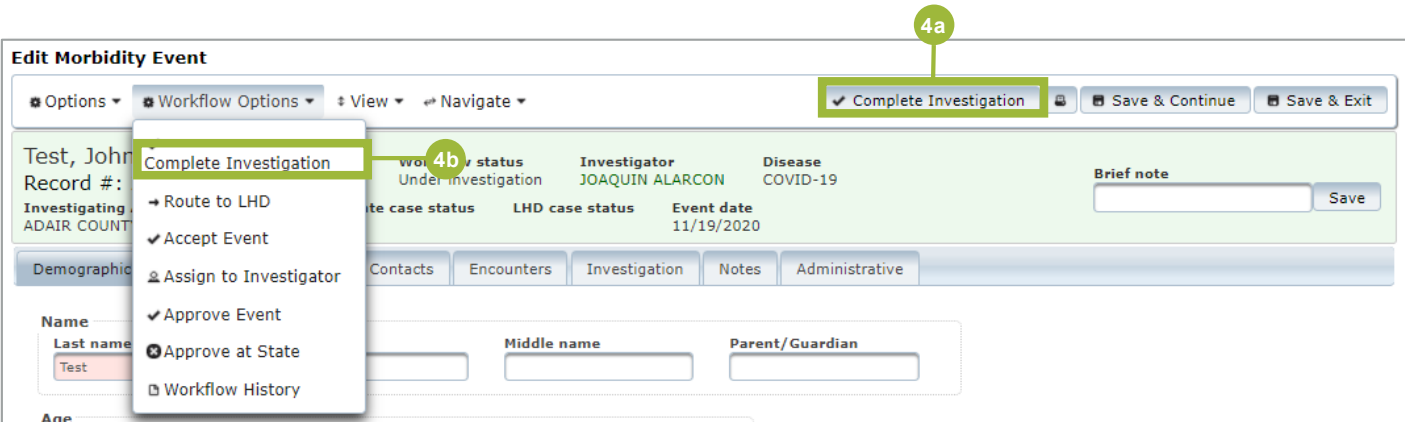 4a
Edit Morbidity Event
Options Workflow Options View Navigate Complete Investigation Save & Continue Save & Exit
Complete Investigation
4b
Route to LHD
Accept Event
Assign to Investigator
Approve Event
Approve at State
Workflow History
Test, John
Record #:
status Investigator Disease
Under Investigation JOAQUIN ALARCON COVID-19
Brief note
Save
Investigating case status LHD case status Event date
ADAIR 11/19/2020
Demographic Contacts Encounters Investigation Notes Administrative
Name
Last name Middle name Parent/Guardian
Test
Age